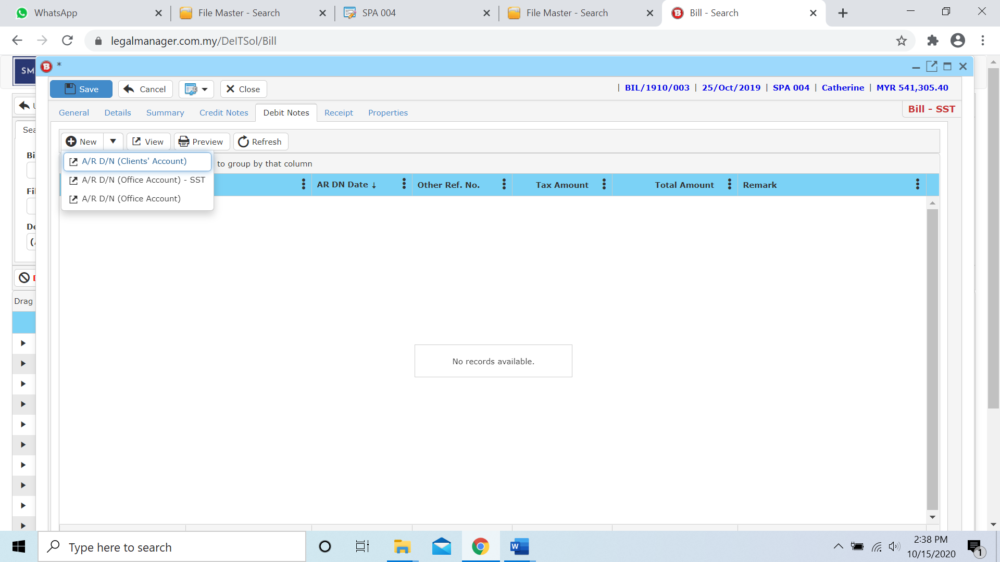 WhatsApp
File Master - Search
SPA 004
File Master - Search
Bill - Search
legalmanager.com.my/DeITSol/Bill
SM
*
Save
Cancel
Close
| BIL/1910/003 | 25/Oct/2019 | SPA 004 | Catherine | MYR 541,305.40
General
Details
Summary
Credit Notes
Debit Notes
Receipt
Properties
Bill - SST
Sea
New
View
Preview
Refresh
Bi
A/R D/N (Clients' Account)
to group by that column
A/R D/N (Office Account) - SST
AR DN Date ↓
Other Ref. No.
Tax Amount
Total Amount
Remark
Fil
A/R D/N (Office Account)
De
(
Drag
No records available.
Type here to search
2:38 PM
10/15/2020
1